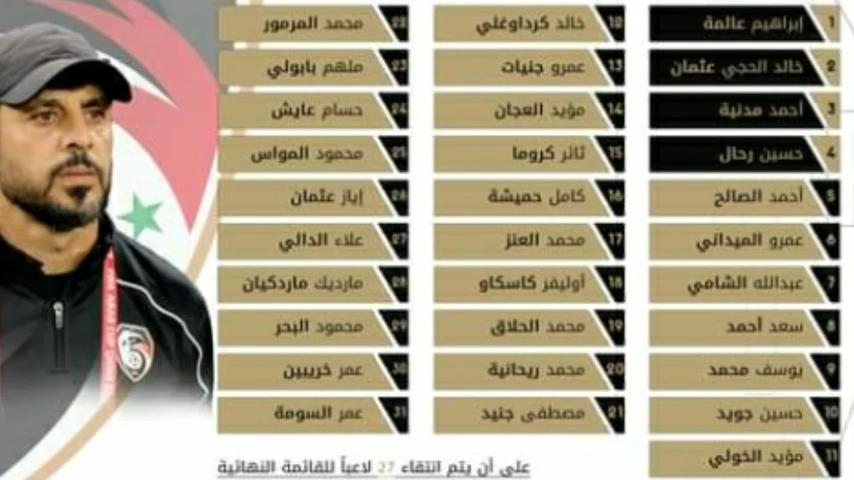 1 إبراهيم عالمة
2 خالد الحجي عثمان
3 أحمد مدنية
4 حسين رحال
5 أحمد الصالح
6 عمرو الميداني
7 عبدالله الشامي
8 سعد أحمد
9 يوسف محمد
10 حسين جويد
11 مؤيد الخولي
12 خالد كرداوغلي
13 عمرو جنيات
14 مؤيد العجان
15 ثائر كروما
16 كامل حميشة
17 محمد العنز
18 أوليفر كاسكاو
19 محمد الحلاق
20 محمد ريحانية
21 مصطفى جنيد
محمد المرمور
23 ملهم بابولي
24 حسام عايش
25 محمود المواس
26 إياز عثمان
27 علاء الدالي
28 مارديك ماردكيان
29 محمود البحر
30 عمر خريبين
31 عمر السومة
على أن يتم انتقاء 27 لاعباً للقائمة النهائية